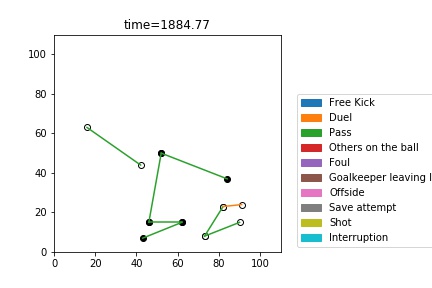 time=1884.77
100
80
60
40
20
0
0 20 40 60 80 100
Free Kick
Duel
Pass
Others on the ball
Foul
Goalkeeper leaving l
Offside
Save attempt
Shot
Interruption